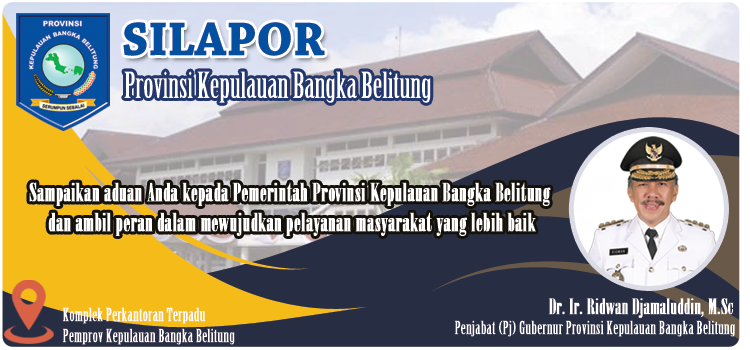 PROVINSI
KEPULAUAN BANGKA BELITUNG
SERUMPUN SEBALAI
SILAPOR
Provinsi Kepulauan Bangka Belitung
Sampaikan aduan Anda kepada Pemerintah Provinsi Kepulauan Bangka Belitung
dan ambil peran dalam mewujudkan pelayanan masyarakat yang lebih baik
Komplek Perkantoran Terpadu
Pemprov Kepulauan Bangka Belitung
Dr. Ir. Ridwan Djamaluddin, M.Sc
Penjabat (Pj) Gubernur Provinsi Kepulauan Bangka Belitung